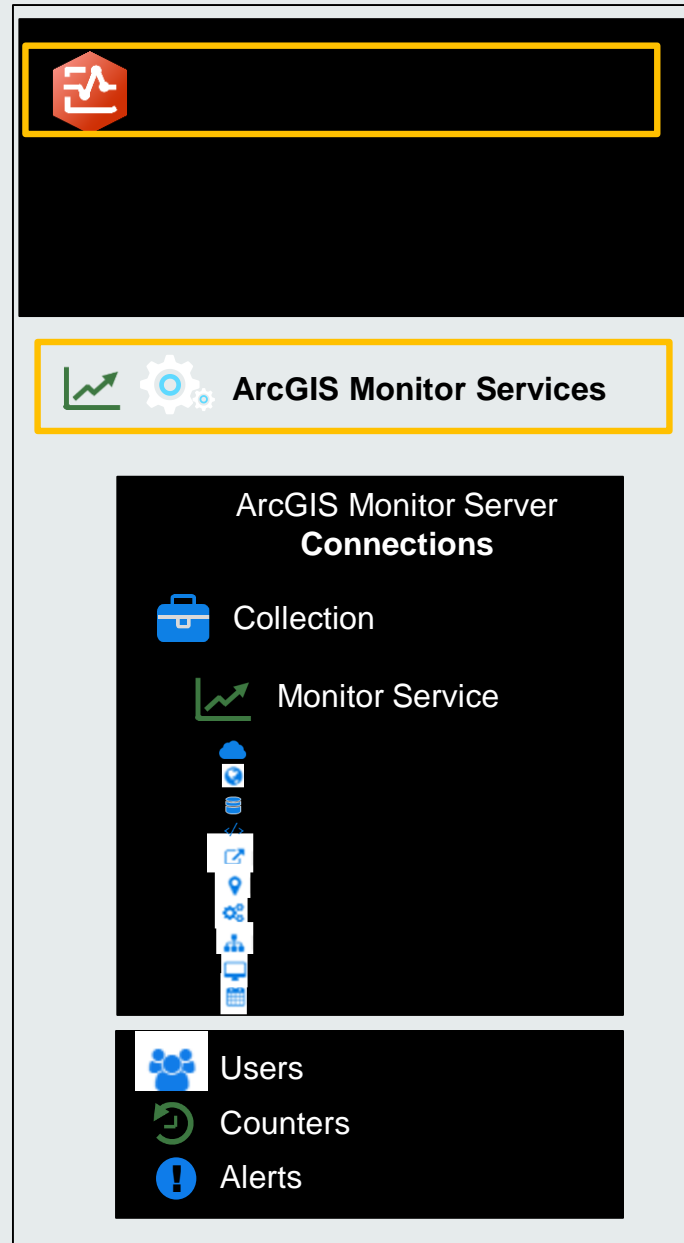 ArcGIS Monitor Services
ArcGIS Monitor Server
Connections
Collection
Monitor Service
Users
Counters
Alerts